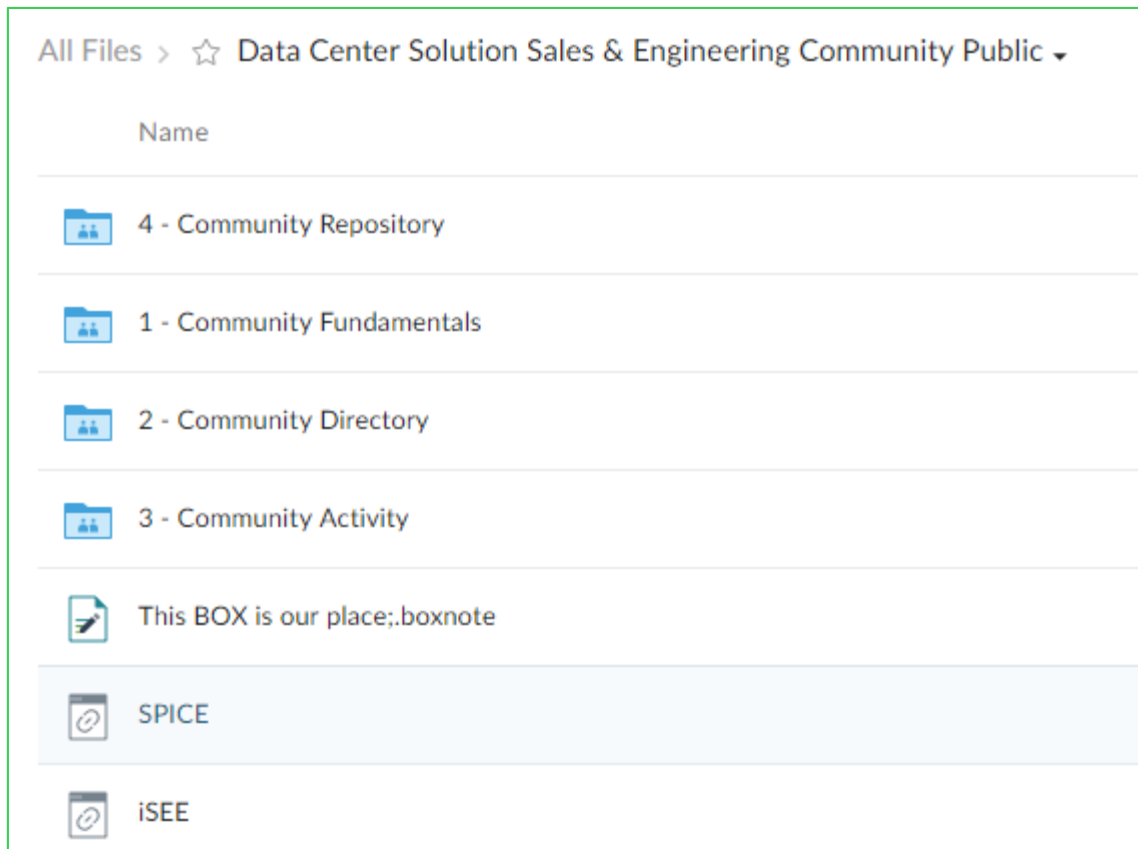 All Files > ☆ Data Center Solution Sales & Engineering Community Public
Name
4 - Community Repository
1 - Community Fundamentals
2 - Community Directory
3 - Community Activity
This BOX is our place;.boxnote
SPICE
iSEE